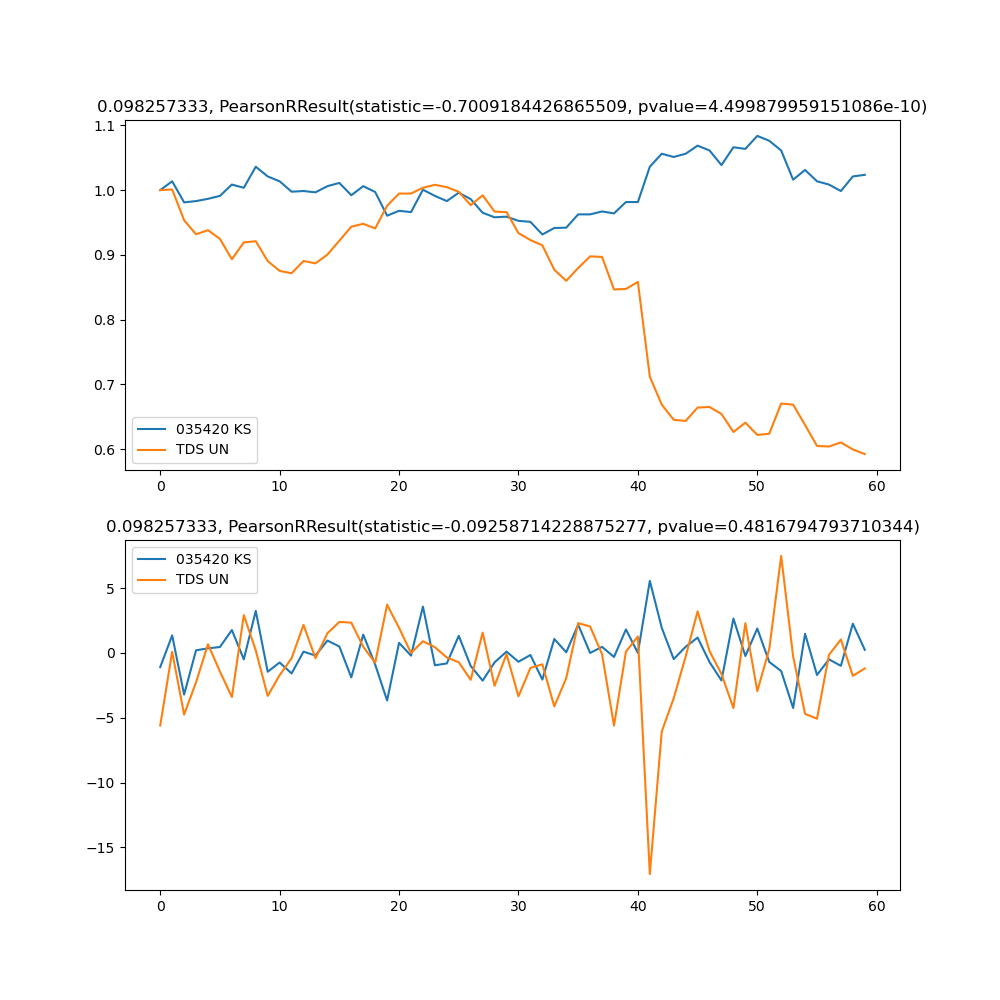 0.098257333, PearsonRResult(statistic=-0.7009184426865509, pvalue=4.499879959151086e-10)
1.1
1.0
0.9
0.8
0.7
0.6
035420 KS
TDS UN
0 10 20 30 40 50 60
0.098257333, PearsonRResult(statistic=-0.09258714228875277, pvalue=0.4816794793710344)
035420 KS
TDS UN
5
0
−5
−10
−15
0 10 20 30 40 50 60